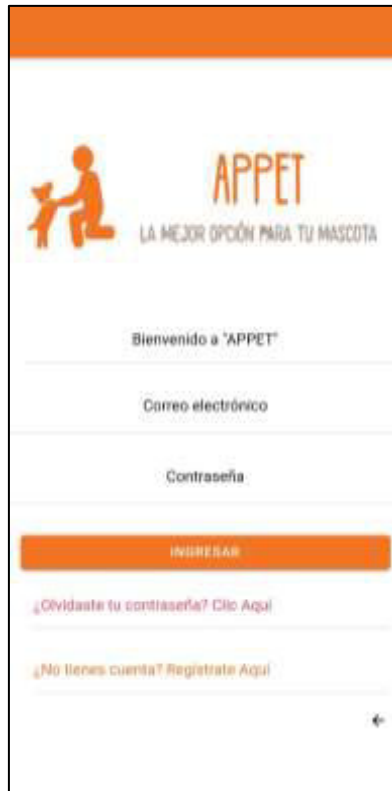 APPET
LA MEJOR OPCIÓN PARA TU MASCOTA
Bienvenido a "APPET"
Correo electrónico
Contraseña
INGRESAR
¿Olvidaste tu contraseña? Clic Aquí
¿No tienes cuenta? Registrate Aquí